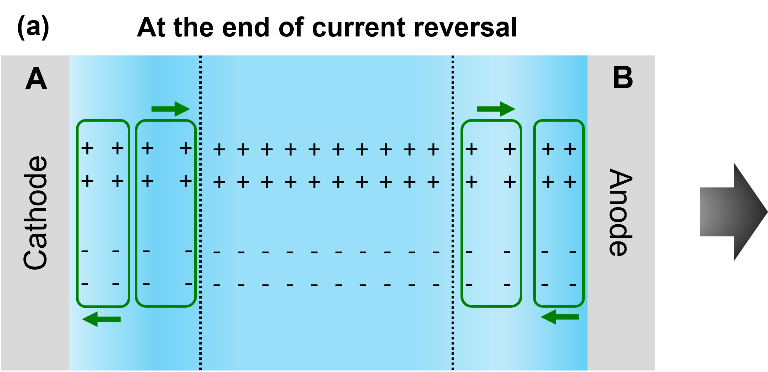 (a) At the end of current reversal
A B
+ + + + + + + + + + + + + + + + + +
+ + + + + + + + + + + + + + + + + +
Cathode
Anode
- - - - - - - - - - - - - - - - - -
- - - - - - - - - - - - - - - - - -